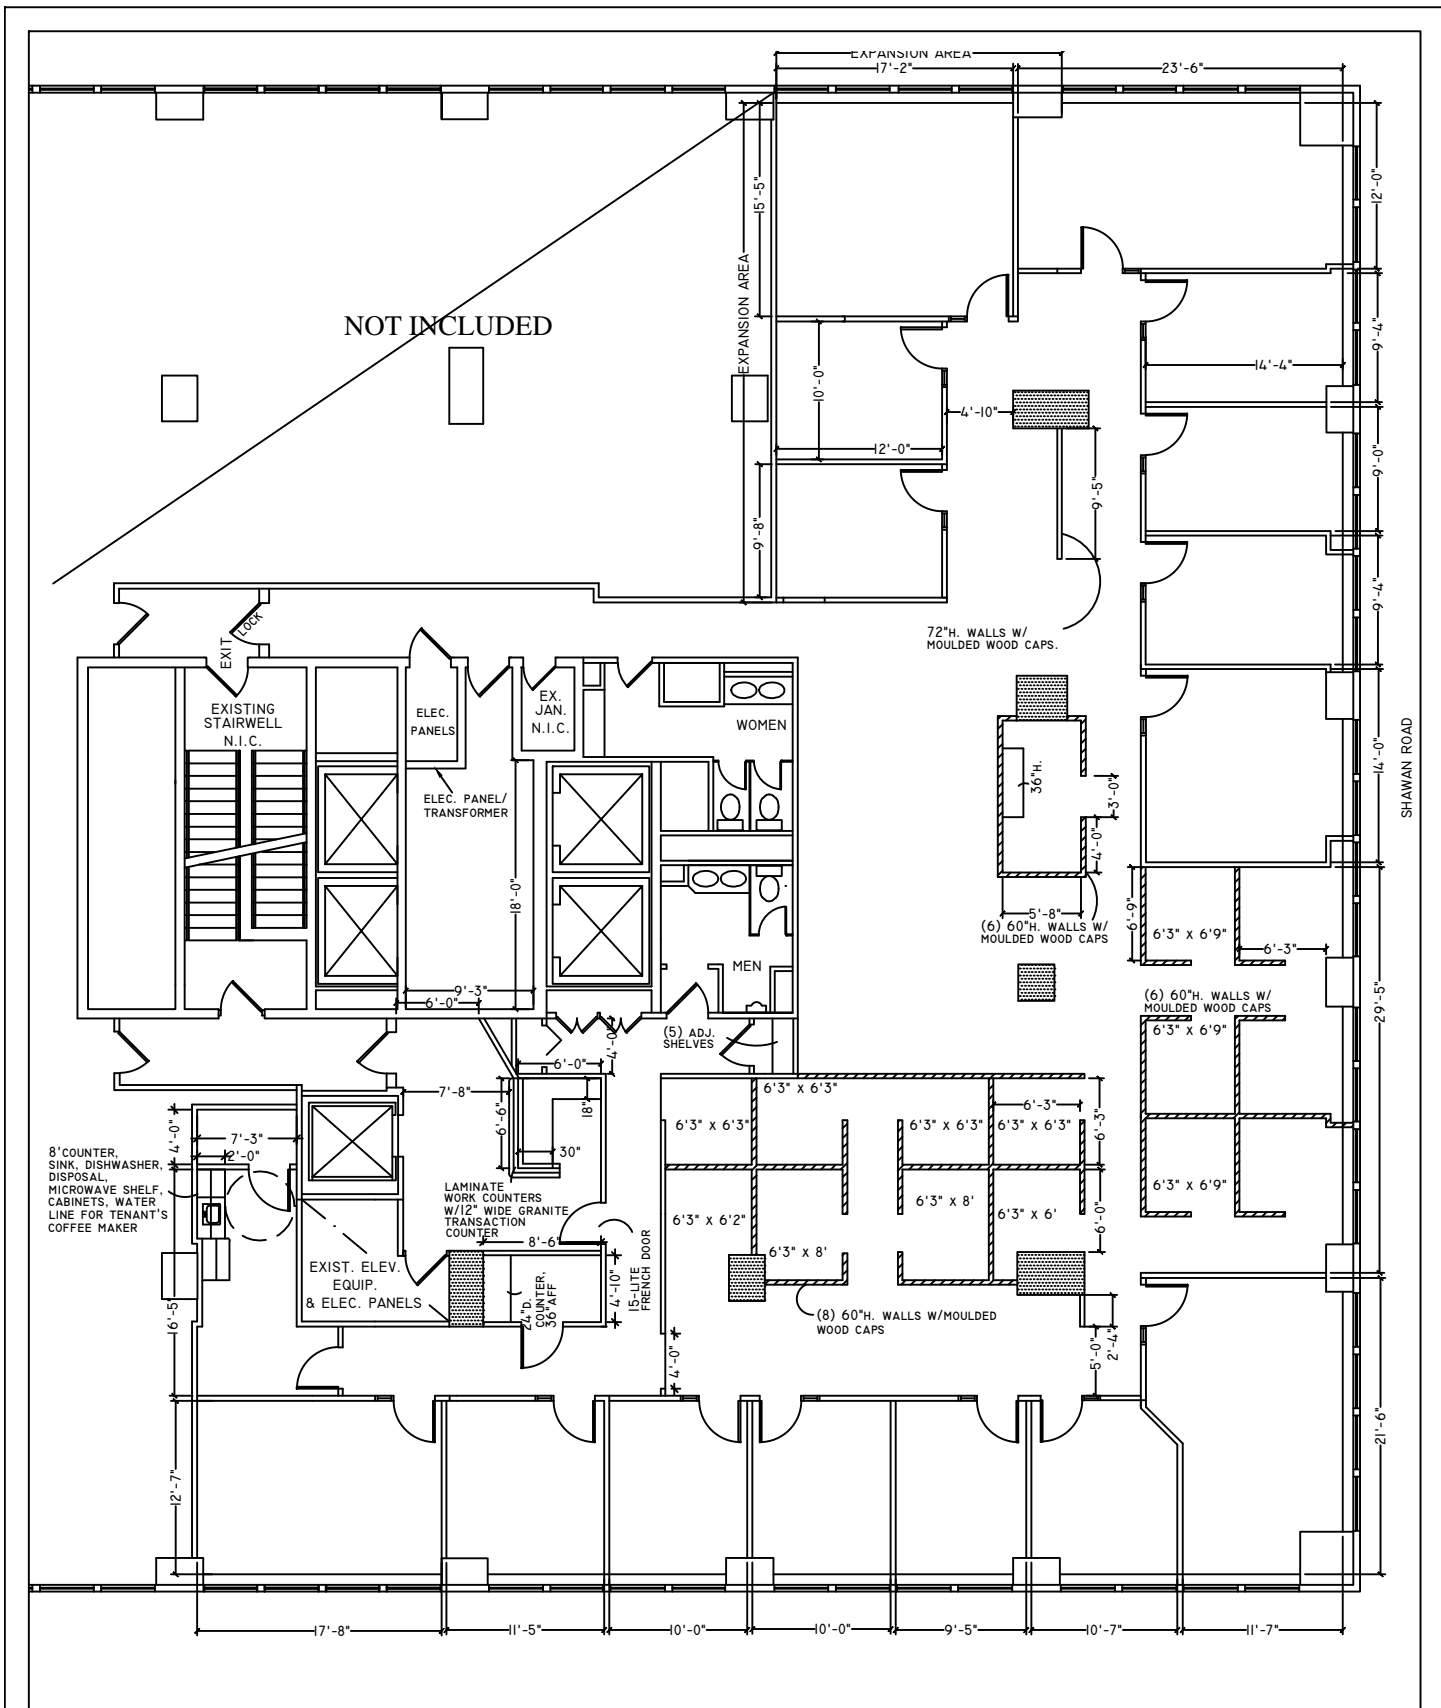 EXPANSION AREA
17'-2"
23'-6"
15'-5"
12'-0"
EXPANSION AREA
NOT INCLUDED
9'-4"
14'-4"
10'-0"
4'-10"
12'-0"
9'-0"
9'-5"
9'-8"
9'-4"
LOCK
EXIT
72"H. WALLS W/
MOULDED WOOD CAPS.
EXISTING
STAIRWELL
N.I.C.
ELEC.
PANELS
EX.
JAN.
N.I.C.
WOMEN
36"H.
3'-0"
14'-0"
SHAWAN ROAD
ELEC. PANEL/
TRANSFORMER
4'-0"
18'-0"
5'-8"
6'-9"
(6) 60"H. WALLS W/
MOULDED WOOD CAPS
6'3" X 6'9"
6'-3"
MEN
9'-3"
6'-0"
(6) 60"H. WALLS W/
MOULDED WOOD CAPS
6'3" X 6'9"
29'-5"
(5) ADJ.
SHELVES
4'-0"
6'-0"
7'-8"
6'-6"
18"
6'3" X 6'3"
6'-3"
6'3" X 6'3"
6'3" X 6'3"
6'3" X 6'3"
6'-3"
4'-0"
7'-3"
2'-0"
30"
8'COUNTER,
SINK, DISHWASHER,
DISPOSAL,
MICROWAVE SHELF,
CABINETS, WATER
LINE FOR TENANT'S
COFFEE MAKER
LAMINATE
WORK COUNTERS
W/12" WIDE GRANITE
TRANSACTION
COUNTER
6'3" X 6'9"
6'3" X 8'
6'3" X 6'
6'3" X 6'2"
6'-0"
8'-6"
6'3" X 8'
EXIST. ELEV.
EQUIP.
& ELEC. PANELS
24"D.
COUNTER,
36"AFF
4'-10"
15-LITE
FRENCH DOOR
(8) 60"H. WALLS W/MOULDED
WOOD CAPS
16'-5"
2'-4"
5'-0"
4'-0"
21'-6"
12'-7"
17'-8"
11'-5"
10'-0"
10'-0"
9'-5"
10'-7"
11'-7"